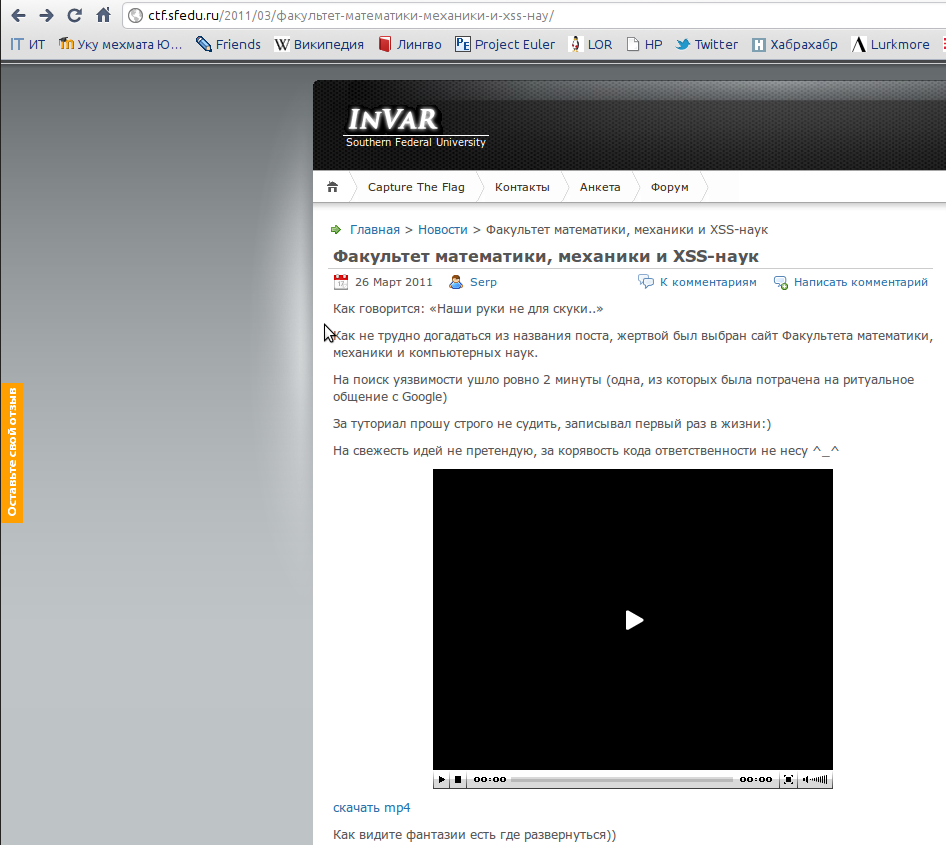 ctf.sfedu.ru/2011/03/факультет-математики-механики-и-xss-нау/
IT ИТ Уку мехмата Ю... Friends W Википедия Лингво PE Project Euler LOR HP Twitter H Хабрахабр Lurkmore
INVAR
Southern Federal University
Capture The Flag Контакты Анкета Форум
Главная > Новости > Факультет математики, механики и XSS-наук
Факультет математики, механики и XSS-наук
26 Март 2011 Serp К комментариям Написать комментарий
Как говорится: «Наши руки не для скуки..»
Как не трудно догадаться из названия поста, жертвой был выбран сайт Факультета математики,
механики и компьютерных наук.
На поиск уязвимости ушло ровно 2 минуты (одна, из которых была потрачена на ритуальное
общение с Google)
За туториал прошу строго не судить, записывал первый раз в жизни:)
На свежесть идей не претендую, за корявость кода ответственности не несу ^_^
Оставьте свой отзыв
00:00 00:00
скачать mp4
Как видите фантазии есть где развернуться))